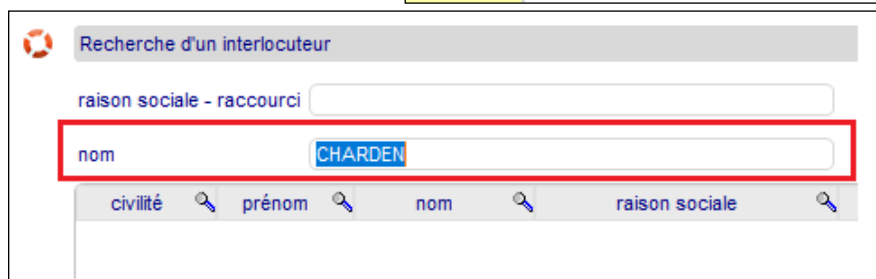 Recherche d'un interlocuteur
raison sociale - raccourci
nom CHARDEN
civilité prénom nom raison sociale